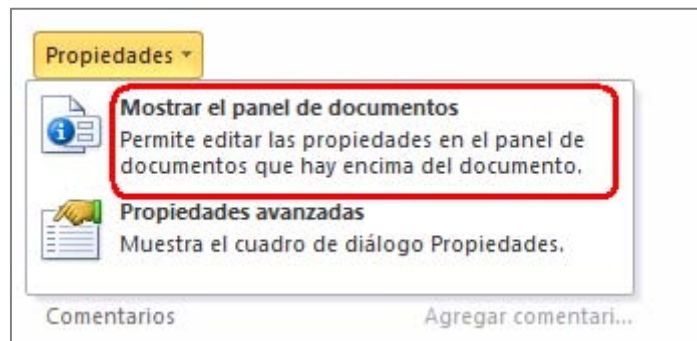 Propiedades
Mostrar el panel de documentos
Permite editar las propiedades en el panel de
documentos que hay encima del documento.
Propiedades avanzadas
Muestra el cuadro de diálogo Propiedades.
Comentarios Agregar comentari...